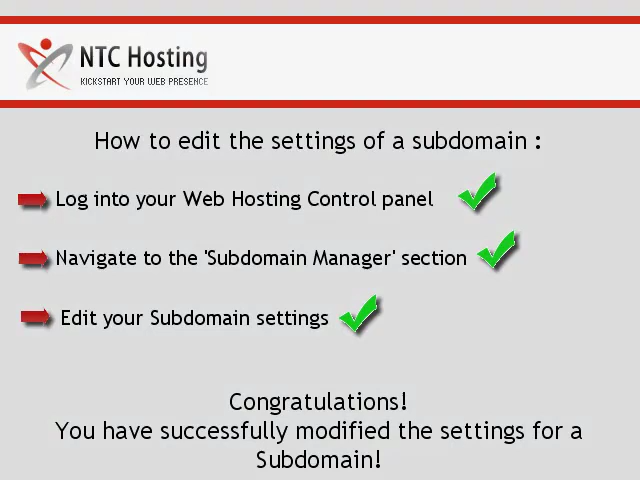 NTC Hosting
KICKSTART YOUR WEB PRESENCE
How to edit the settings of a subdomain :
Log into your Web Hosting Control panel
Navigate to the 'Subdomain Manager' section
Edit your Subdomain settings
Congratulations!
You have successfully modified the settings for a
Subdomain!